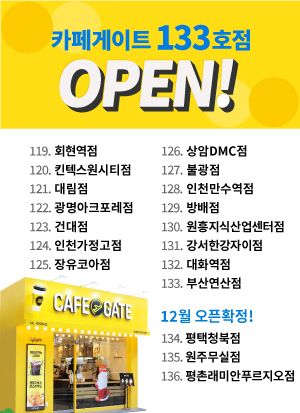 카페게이트 133호점
OPEN!
119. 회현역점
120. 킨텍스원시티점
121. 대림점
122. 광명아크포레점
123. 건대점
124. 인천가정고점
125. 장유코아점
126. 상암DMC점
127. 불광점
128. 인천만수역점
129. 방배점
130. 원흥지식산업센터점
131. 강서한강자이점
132. 대화역점
133. 부산연산점
12월 오픈확정!
134. 평택청북점
135. 원주무실점
136. 평촌래미안푸르지오점
CAFE GATE